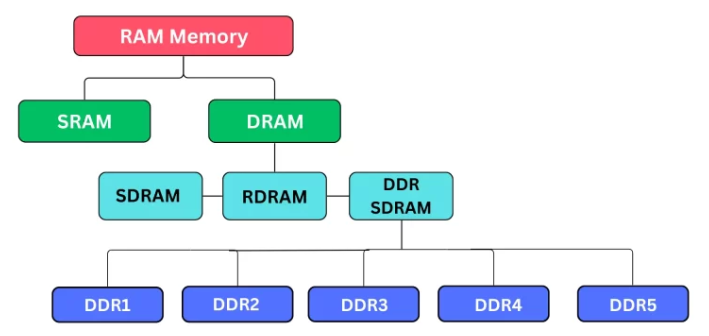 RAM Memory
SRAM
DRAM
SDRAM
RDRAM
DDR
SDRAM
DDR1
DDR2
DDR3
DDR4
DDR5